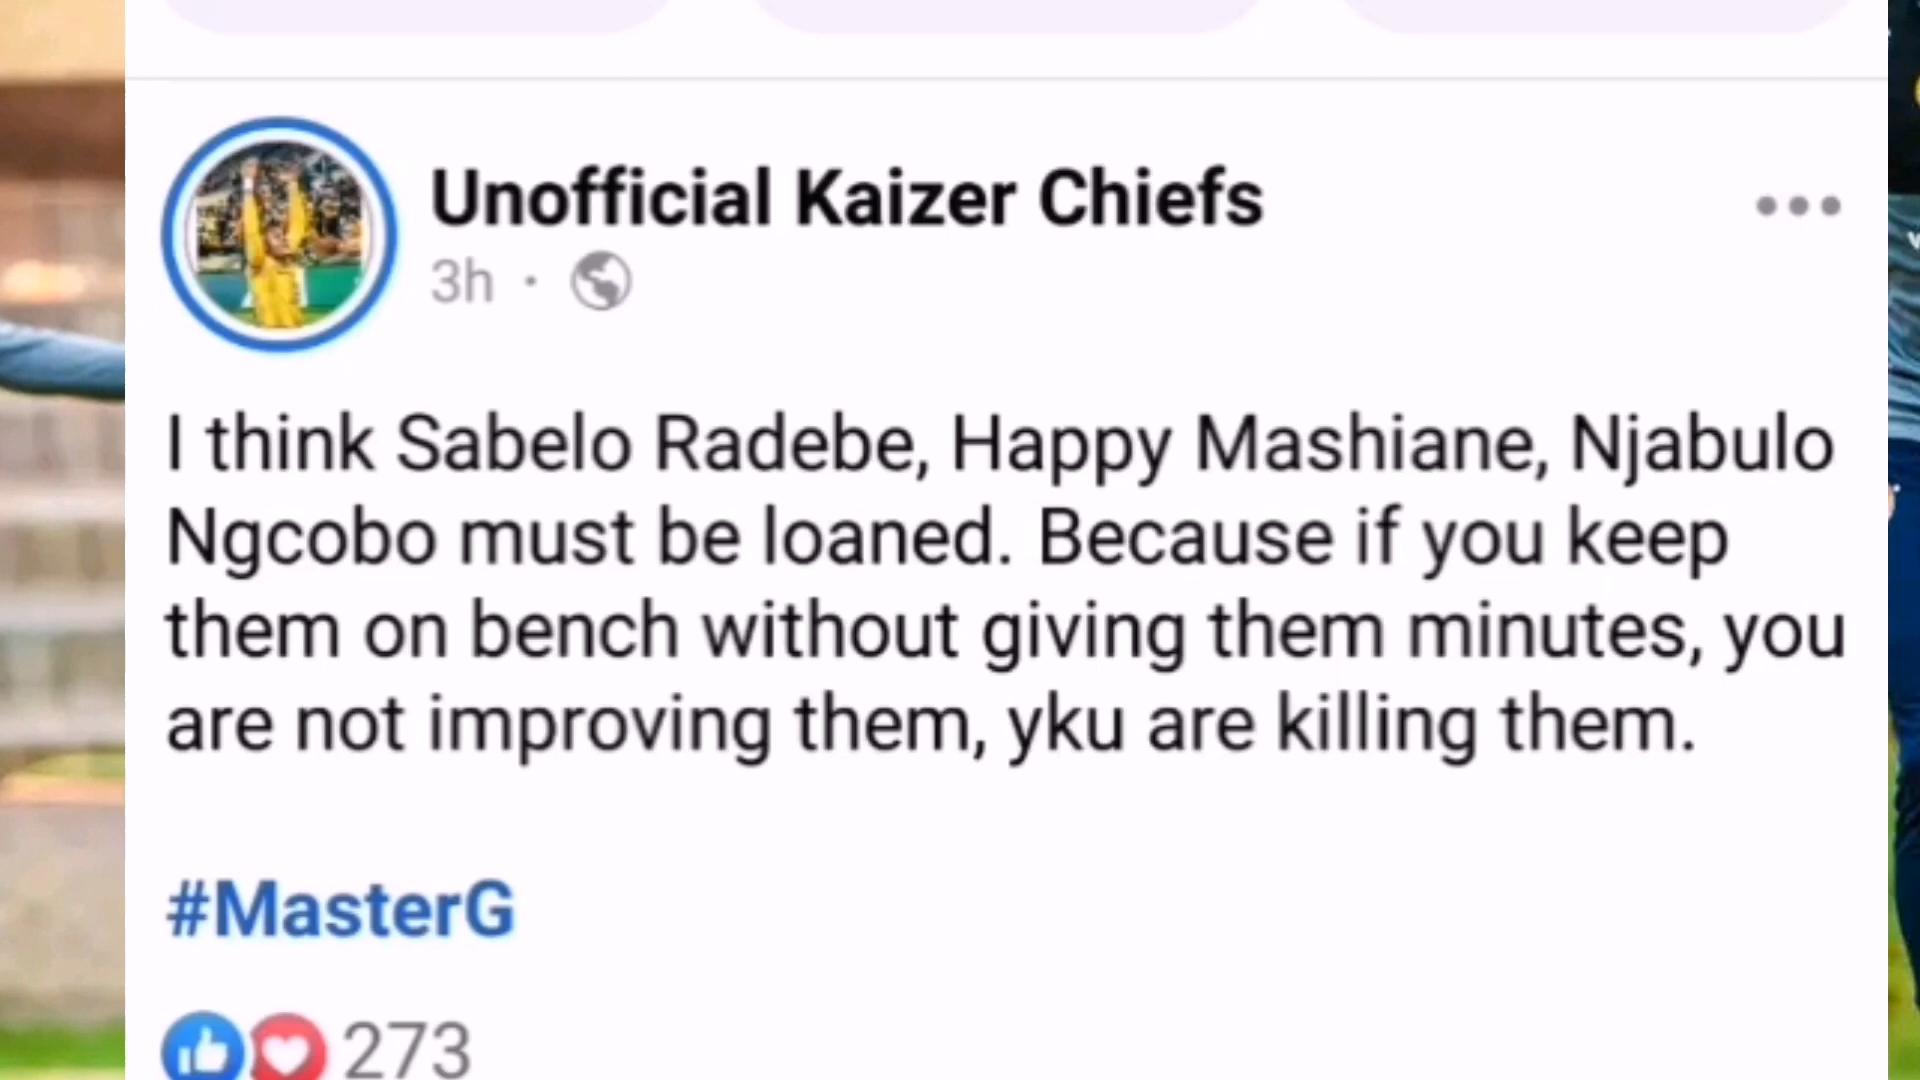 Unofficial Kaizer Chiefs
3h ·
I think Sabelo Radebe, Happy Mashiane, Njabulo
Ngcobo must be loaned. Because if you keep
them on bench without giving them minutes, you
are not improving them, yku are killing them.
#MasterG
273